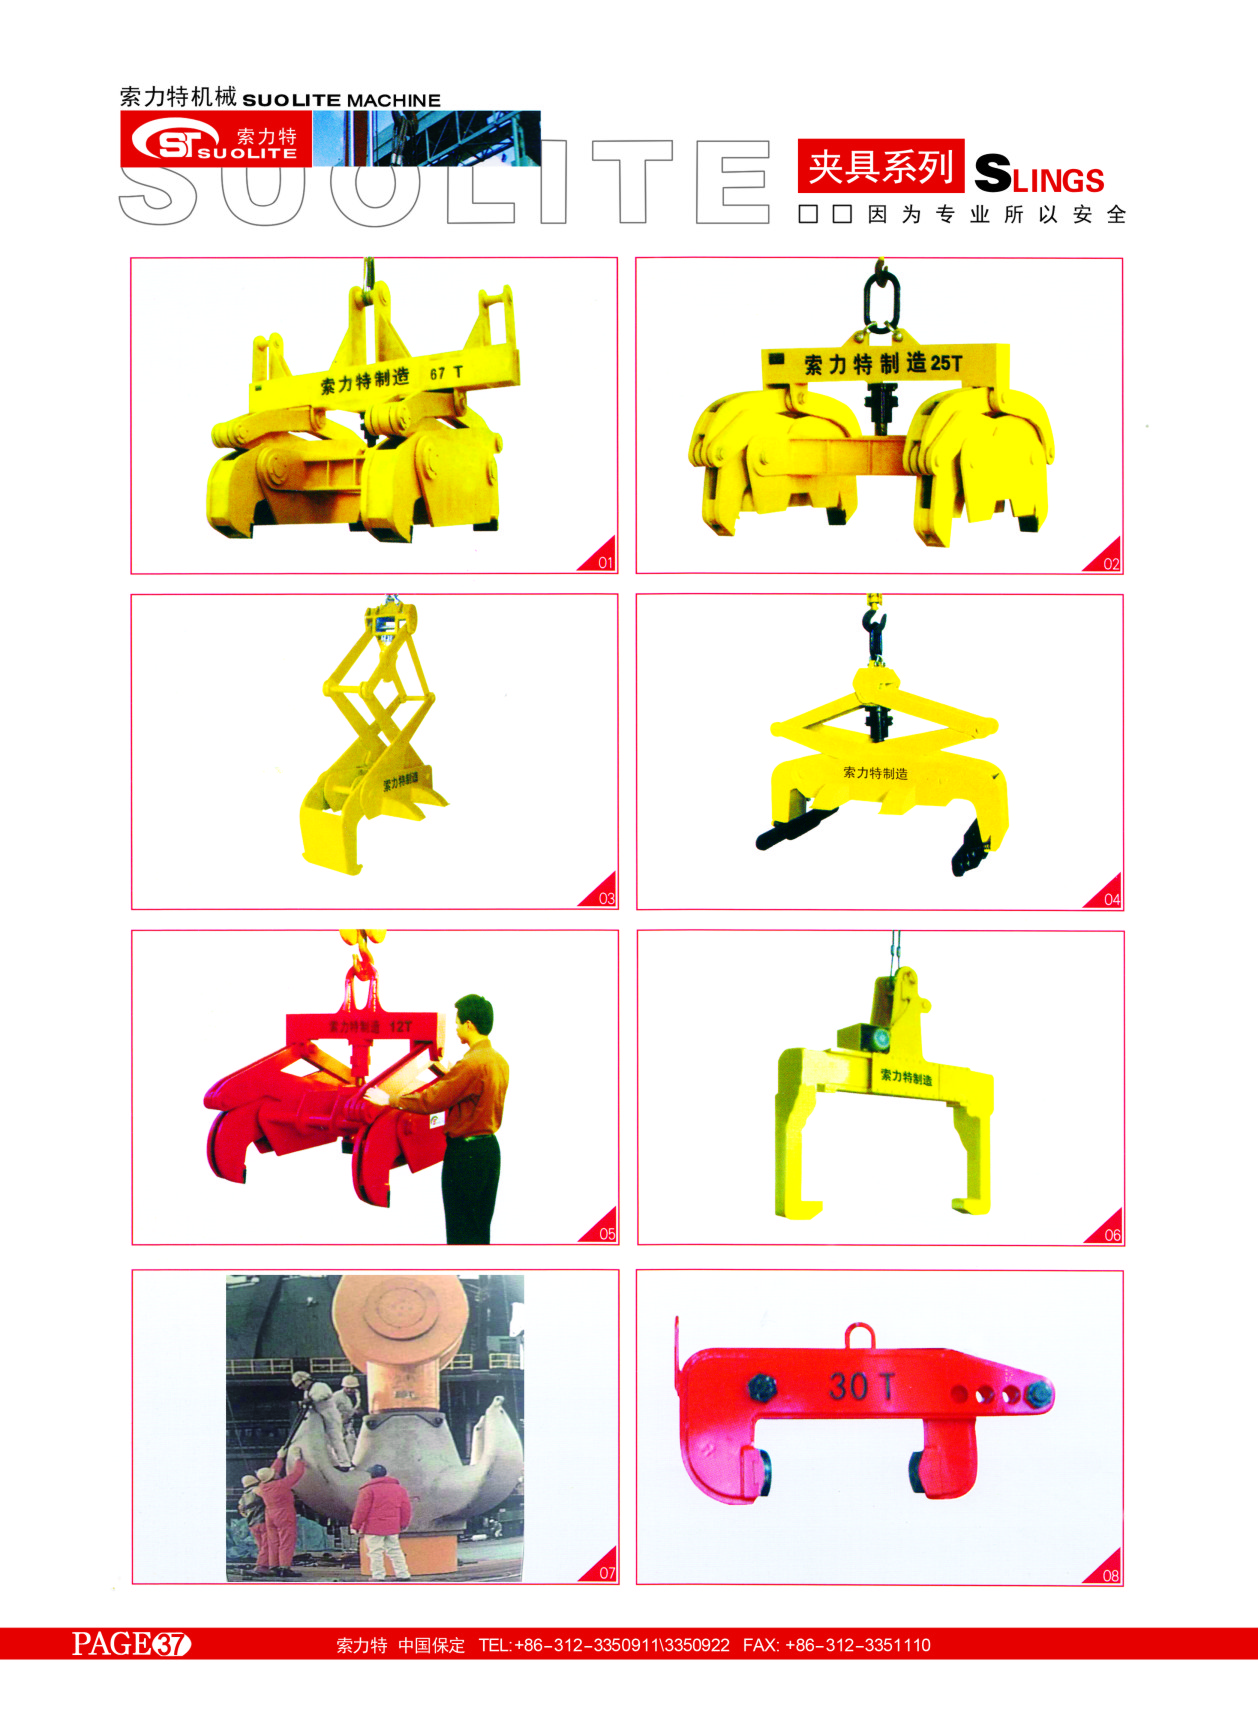 索力特机械 SUOLITE MACHINE
ST 索力特
SUOLITE
SUOLITE
夹具系列 SLINGS
□□因为专业所以安全
索力特制造 67 T
01
索力特制造25T
02
索力特制造
03
索力特制造
04
索力特制造 12T
05
索力特制造
06
07
30 T
08
PAGE 37
索力特 中国保定 TEL:+86-312-3350911\3350922 FAX: +86-312-3351110